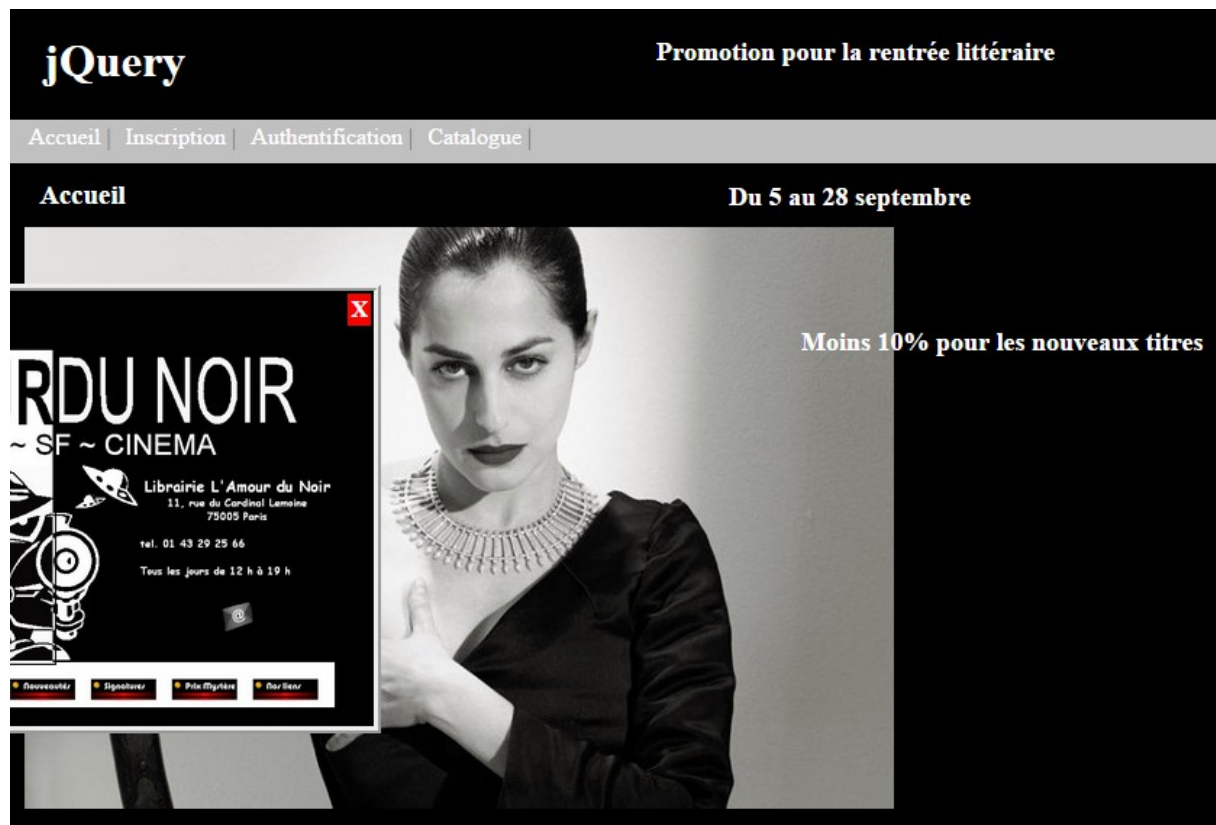 jQuery
Promotion pour la rentrée littéraire
Accueil | Inscription | Authentification | Catalogue |
Accueil
Du 5 au 28 septembre
X
Moins 10% pour les nouveaux titres
R DU NOIR
~ SF ~ CINEMA
Librairie L'Amour du Noir
11, rue du Cardinal Lemoine
75005 Paris
tel. 01 43 29 25 66
Tous les jours de 12 h à 19 h
@
Nouveautés Signatures Prix Mystère Nos liens